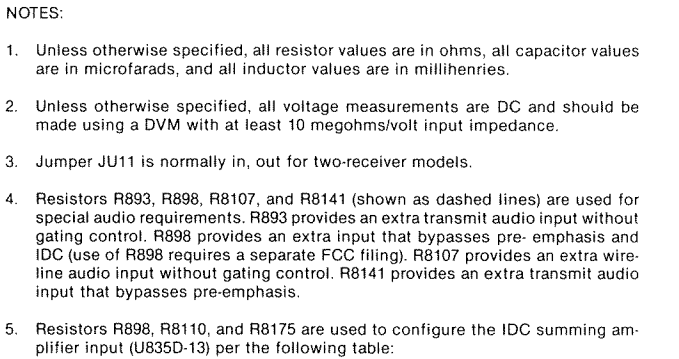 NOTES:
1. Unless otherwise specified, all resistor values are in ohms, all capacitor values
are in microfarads, and all inductor values are in millihenries.
2. Unless otherwise specified, all voltage measurements are DC and should be
made using a DVM with at least 10 megohms/volt input impedance.
3. Jumper JU11 is normally in, out for two-receiver models.
4. Resistors R893, R898, R8107, and R8141 (shown as dashed lines) are used for
special audio requirements. R893 provides an extra transmit audio input without
gating control. R898 provides an extra input that bypasses pre- emphasis and
IDC (use of R898 requires a separate FCC filing). R8107 provides an extra wire-
line audio input without gating control. R8141 provides an extra transmit audio
input that bypasses pre-emphasis.
5. Resistors R898, R8110, and R8175 are used to configure the IDC summing am-
plifier input (U835D-13) per the following table: